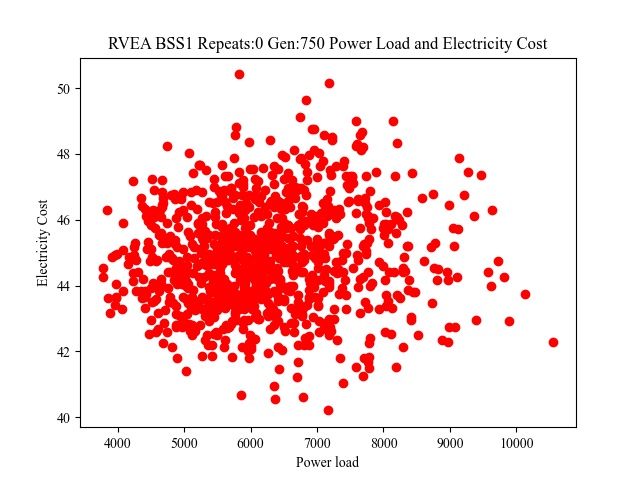 RVEA BSS1 Repeats:0 Gen:750 Power Load and Electricity Cost
50
48
46
44
42
40
Electricity Cost
4000 5000 6000 7000 8000 9000 10000
Power load